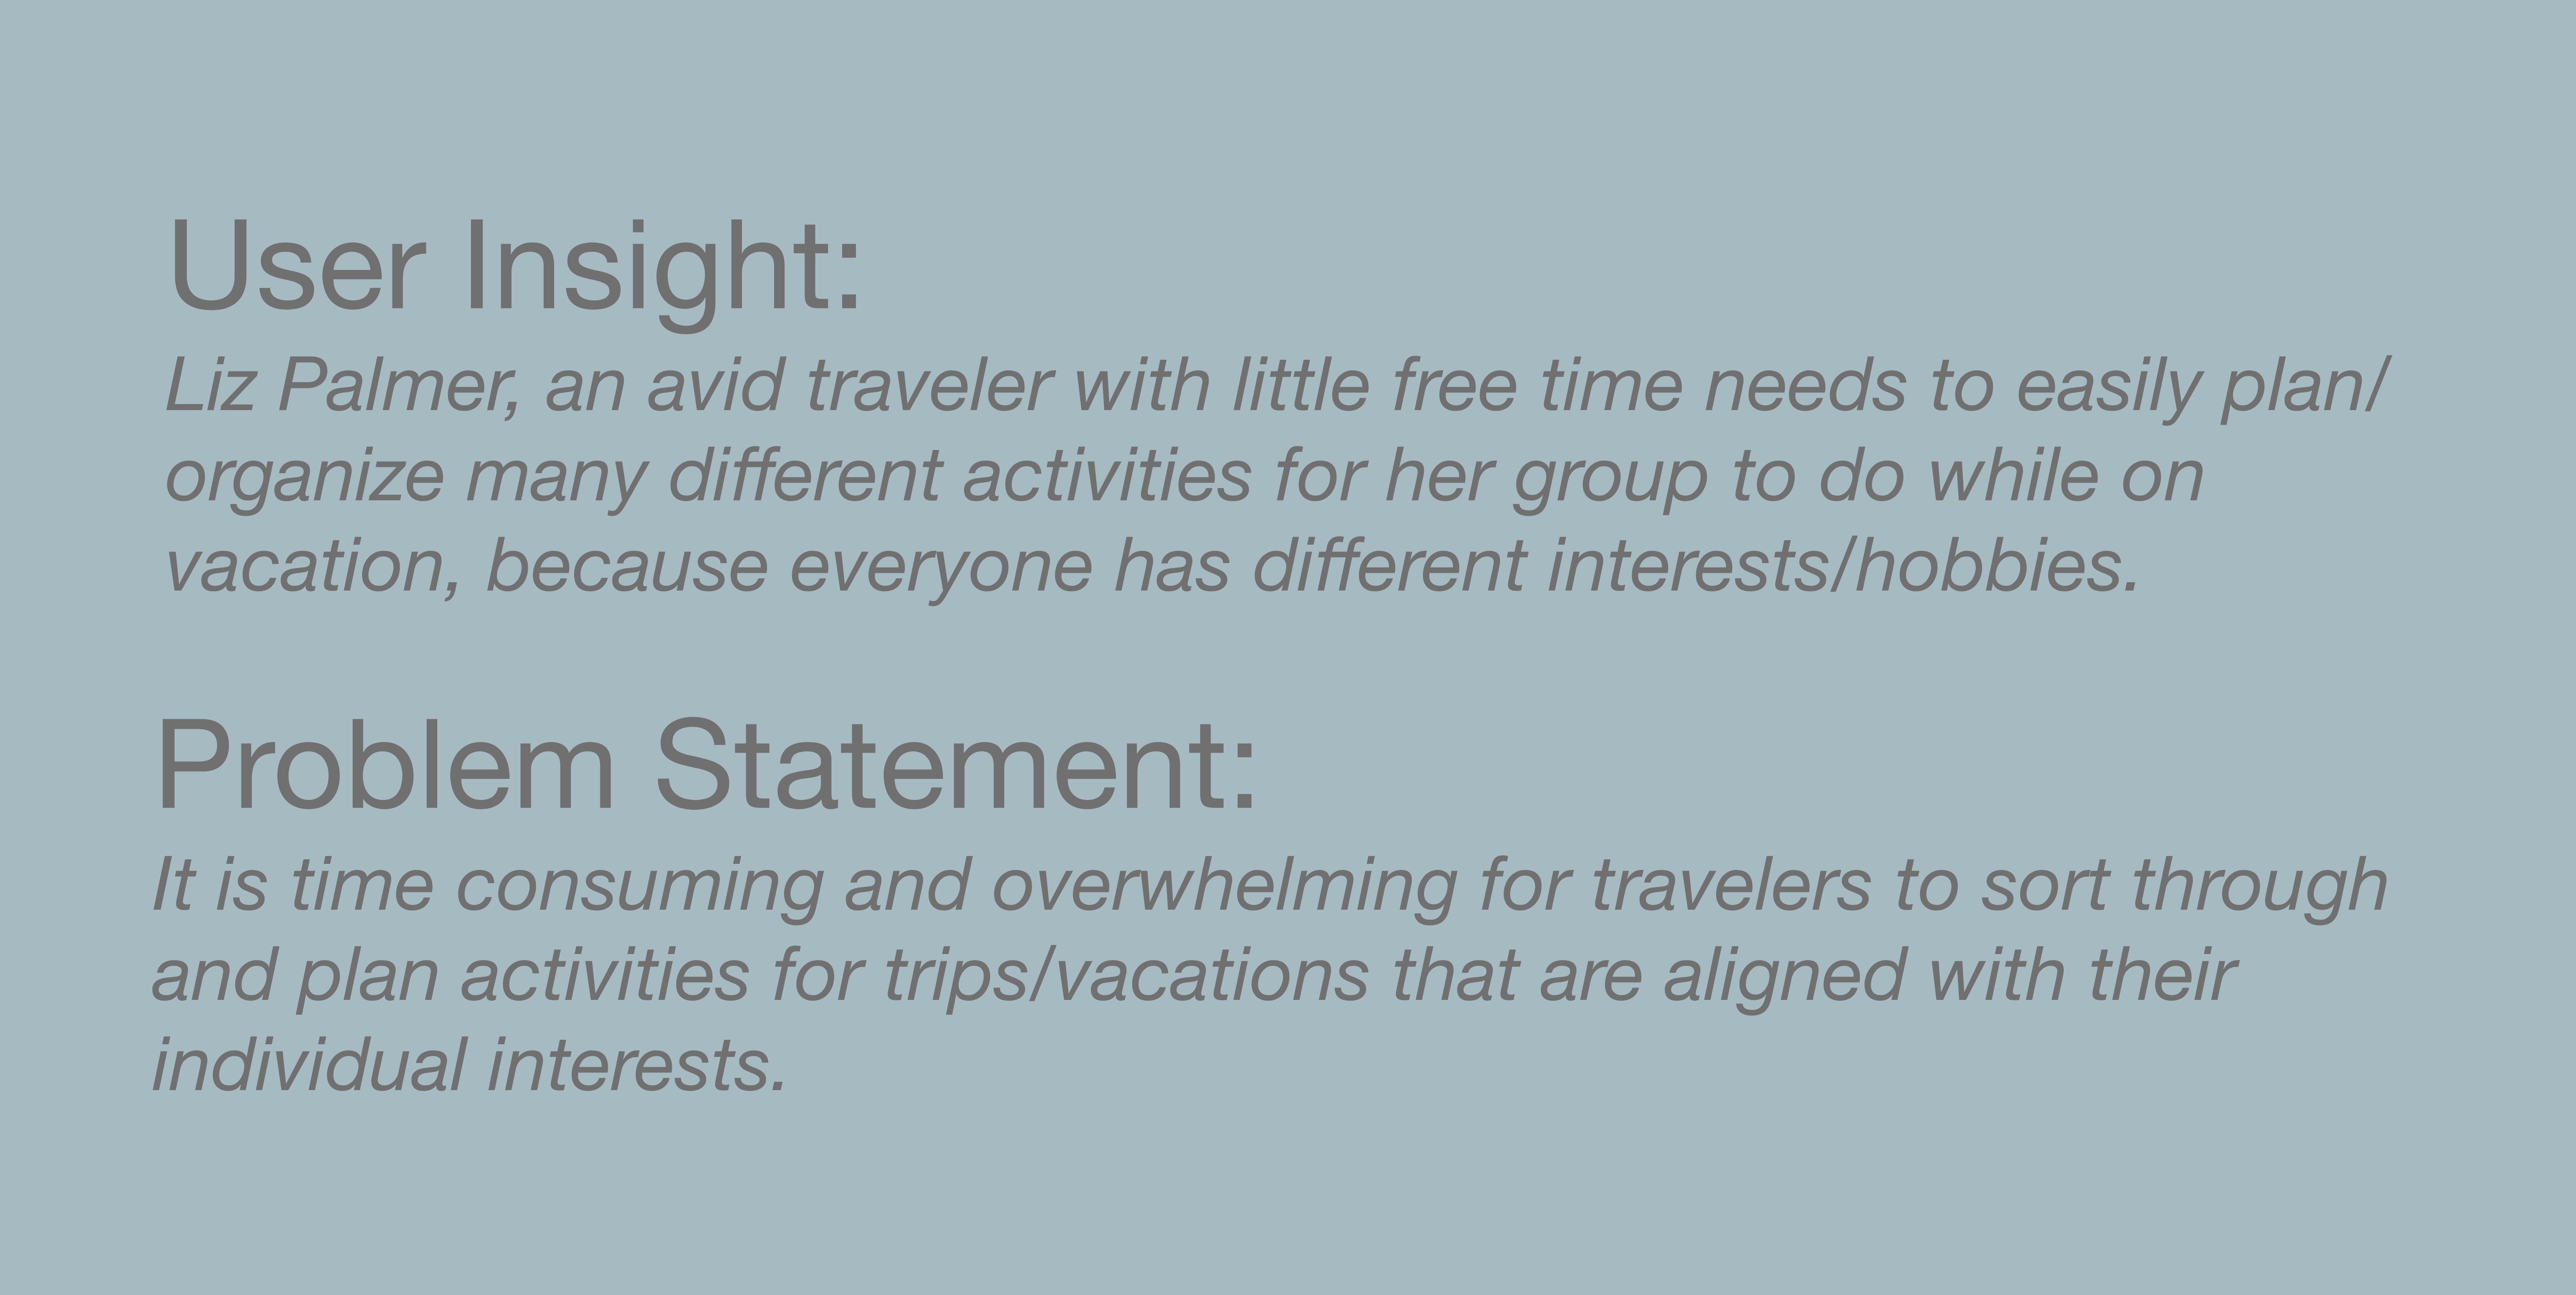 User Insight:
Liz Palmer, an avid traveler with little free time needs to easily plan/
organize many different activities for her group to do while on
vacation, because everyone has different interests/hobbies.
Problem Statement:
It is time consuming and overwhelming for travelers to sort through
and plan activities for trips/vacations that are aligned with their
individual interests.